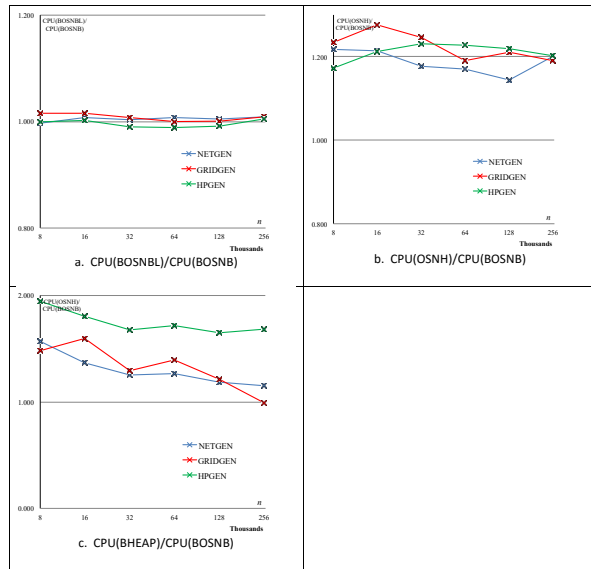 CPU(BOSNBL)/
CPU(BOSNB)
1.200
1.000
0.800
NETGEN
GRIDGEN
HPGEN
n
8 16 32 64 128 256
Thousands
a. CPU(BOSNBL)/CPU(BOSNB)
CPU(OSNH)/
CPU(BOSNB)
1.200
1.000
0.800
NETGEN
GRIDGEN
HPGEN
n
8 16 32 64 128 256
Thousands
b. CPU(OSNH)/CPU(BOSNB)
CPU(OSNH)/
CPU(BOSNB)
2.000
1.000
0.000
NETGEN
GRIDGEN
HPGEN
n
8 16 32 64 128 256
Thousands
c. CPU(BHEAP)/CPU(BOSNB)